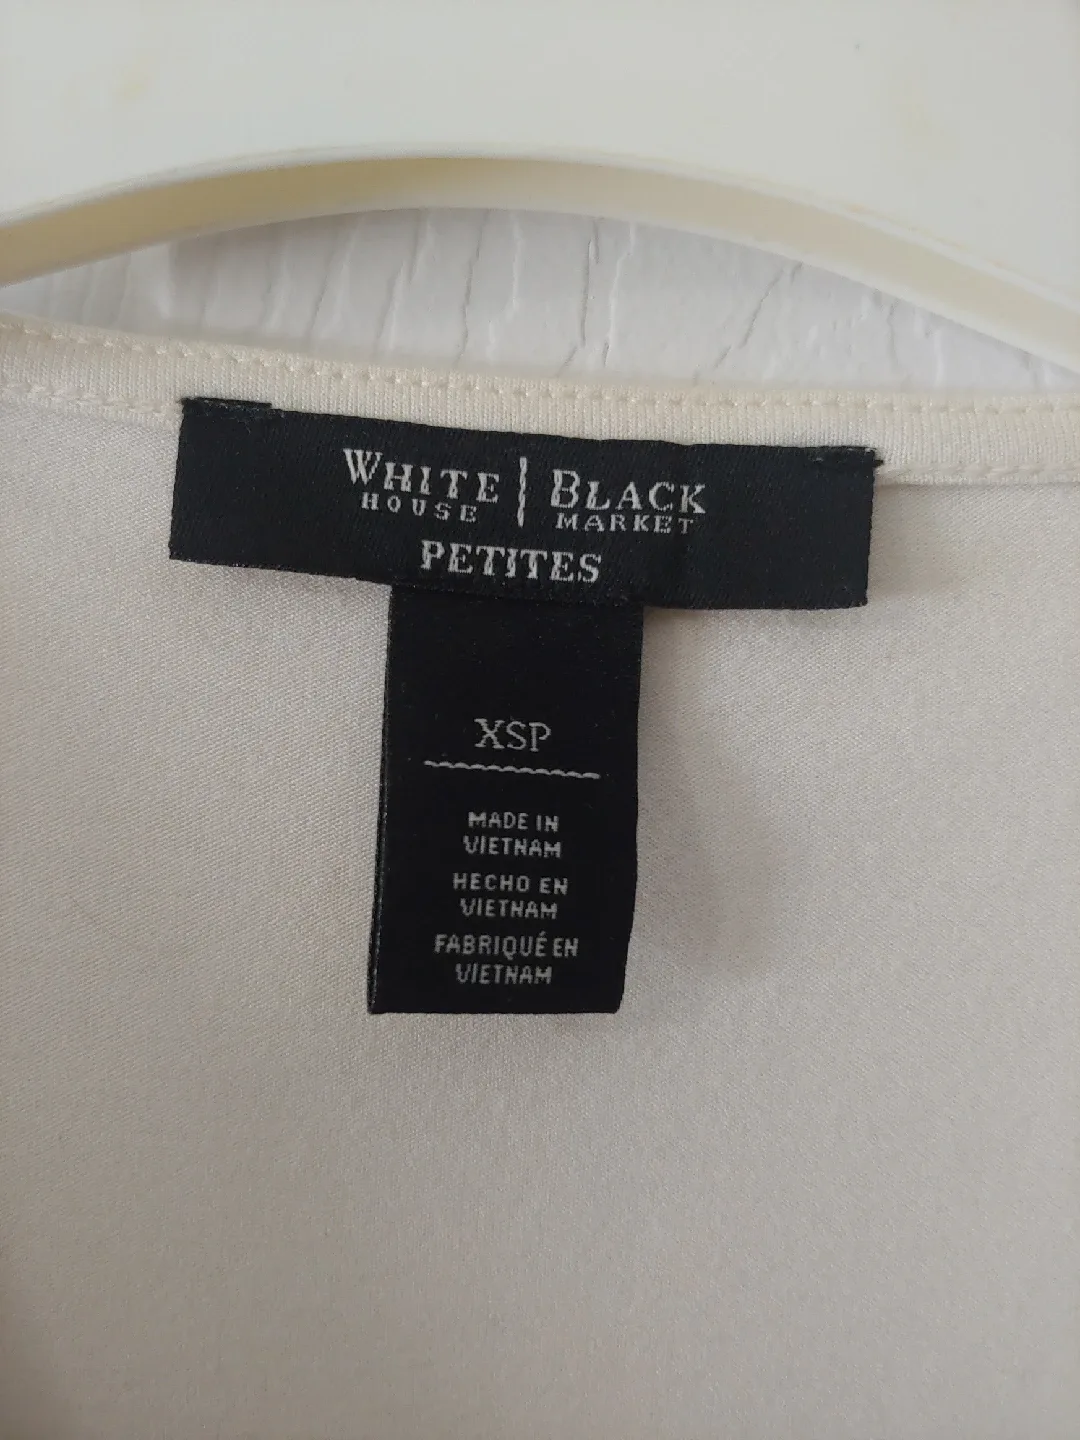 WHITE | BLACK
HOUSE MARKET
PETITES
XSP
MADE IN
VIETNAM
HECHO EN
VIETNAM
FABRIQUÉ EN
VIETNAM